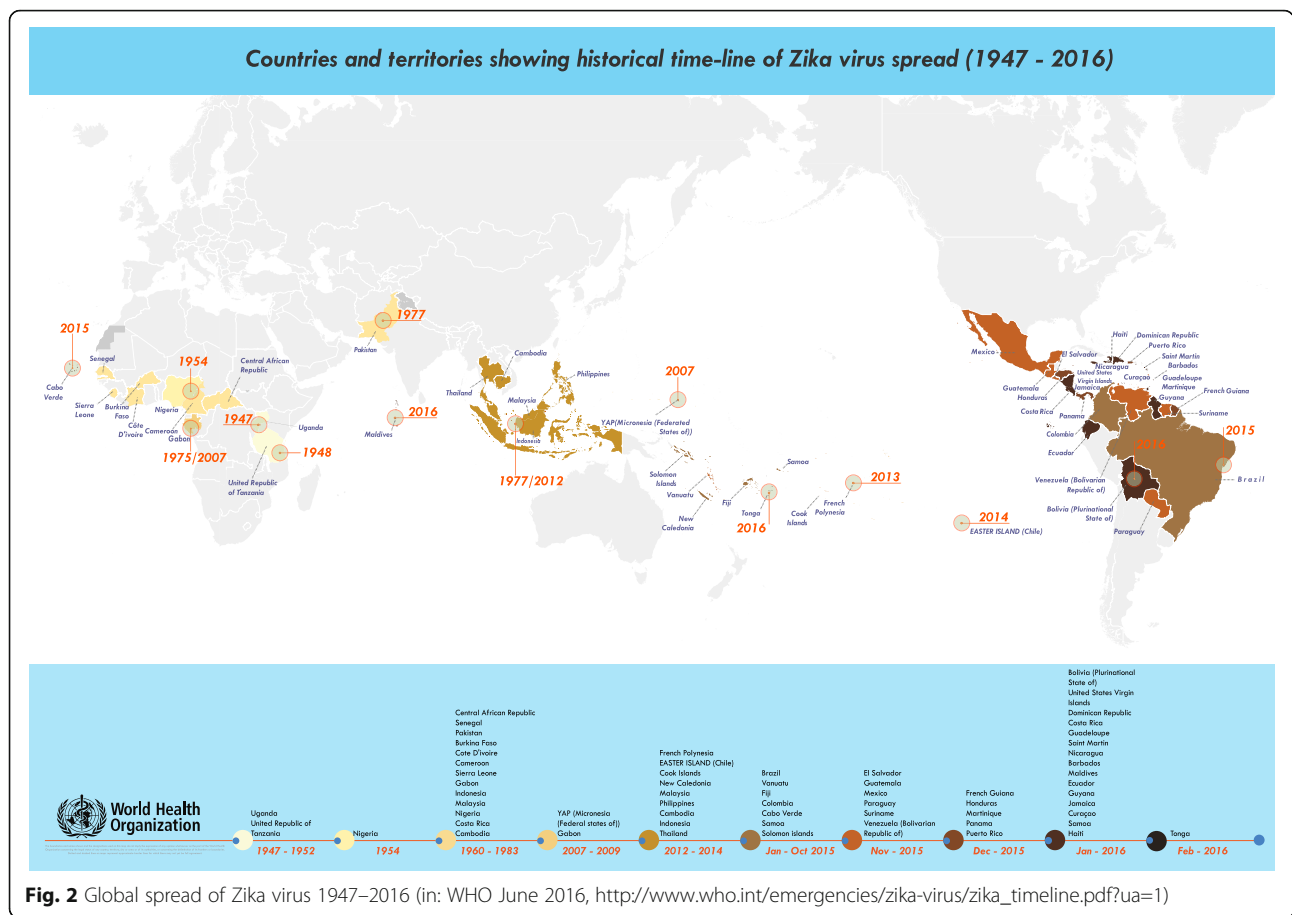 Countries and territories showing historical time-line of Zika virus spread (1947 - 2016)
2015
Cabo
Verde
Senegal
Sierra
Leone
Burkina
Faso
Côte
D'ivoire
1954
Nigeria
Cameroon
Gabon
1975/2007
Central African
Republic
1947
Uganda
1948
United Republic
of Tanzania
1977
Pakistan
2016
Maldives
Thailand
Cambodia
Philippines
Malaysia
Indonesia
1977/2012
2007
YAP(Micronesia (Federated
States of))
Solomon
Islands
Vanuatu
New
Caledonia
Fiji
Samoa
Tonga
2016
Cook
Islands
2013
French
Polynesia
2014
EASTER ISLAND (Chile)
Mexico
Guatemala
Honduras
El Salvador
Nicaragua
United States
Virgin Islands
Jamaica
Costa Rica
Panama
Haiti
Dominican Republic
Puerto Rico
Saint Martin
Barbados
Curaçao
Guadeloupe
Martinique
Guyana
French Guiana
Suriname
Colombia
Ecuador
Venezuela (Bolivarian
Republic of)
Bolivia (Plurinational
State of)
Paraguay
2016
2015
Brazil
World Health
Organization
Uganda
United Republic of
Tanzania
1947 - 1952
Nigeria
1954
Central African Republic
Senegal
Pakistan
Burkina Faso
Cote D'ivoire
Cameroon
Sierra Leone
Gabon
Indonesia
Malaysia
Nigeria
Costa Rica
Cambodia
1960 - 1983
YAP (Micronesia
(Federal states of))
Gabon
2007 - 2009
French Polynesia
EASTER ISLAND (Chile)
Cook Islands
New Caledonia
Malaysia
Philippines
Cambodia
Indonesia
Thailand
2012 - 2014
Brazil
Vanuatu
Fiji
Colombia
Cabo Verde
Samoa
Solomon islands
Jan - Oct 2015
El Salvador
Guatemala
Mexico
Paraguay
Suriname
Venezuela (Bolivarian
Republic of)
Nov - 2015
French Guiana
Honduras
Martinique
Panama
Puerto Rico
Dec - 2015
Bolivia (Plurinational
State of)
United States Virgin
Islands
Dominican Republic
Costa Rica
Guadeloupe
Saint Martin
Nicaragua
Barbados
Maldives
Ecuador
Guyana
Jamaica
Curaçao
Samoa
Haiti
Jan - 2016
Tonga
Feb - 2016
Fig. 2 Global spread of Zika virus 1947–2016 (in: WHO June 2016, http://www.who.int/emergencies/zika-virus/zika_timeline.pdf?ua=1)